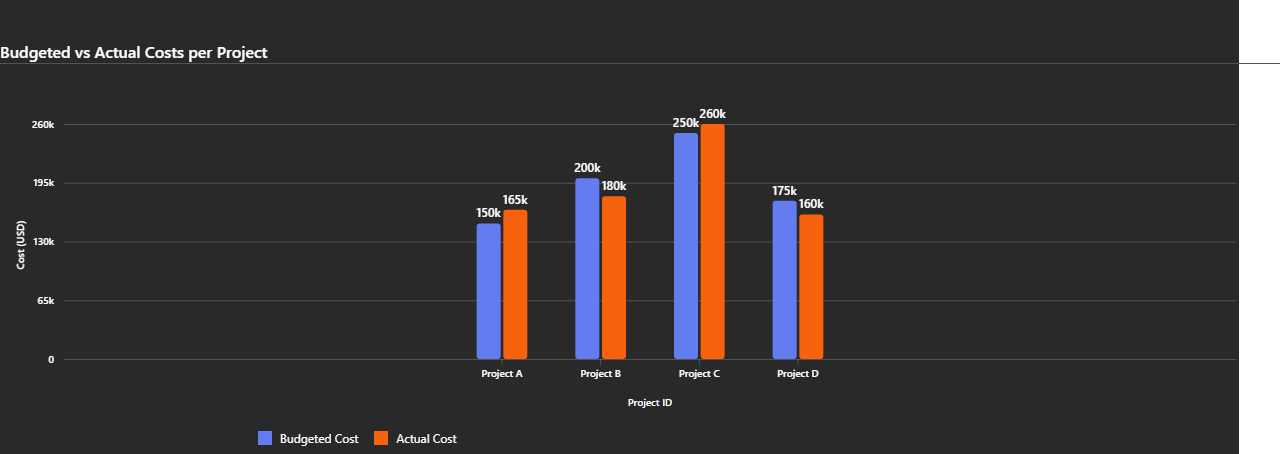 Budgeted vs Actual Costs per Project
260k
195k
130k
65k
0
Cost (USD)
150k
165k
200k
180k
250k
260k
175k
160k
Project A
Project B
Project C
Project D
Project ID
Budgeted Cost
Actual Cost